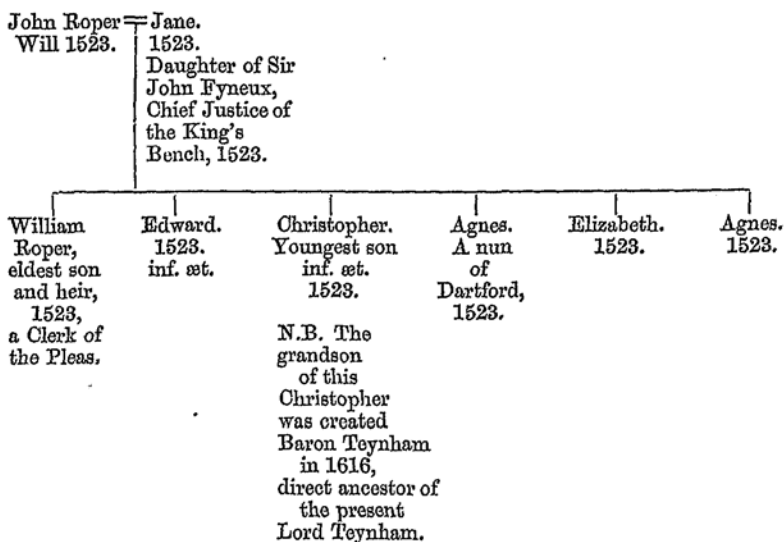 John Roper = Jane.
Will 1523. 1523.
Daughter of Sir
John Fyneux,
Chief Justice of
the King's
Bench, 1523.
William
Roper,
eldest son
and heir,
1523,
a Clerk of
the Pleas.
Edward.
1523.
inf. æt.
Christopher.
Youngest son
inf. æt.
1523.
N.B. The
grandson
of this
Christopher
was created
Baron Teynham
in 1616,
direct ancestor of
the present
Lord Teynham.
Agnes.
A nun
of
Dartford,
1523.
Elizabeth.
1523.
Agnes.
1523.